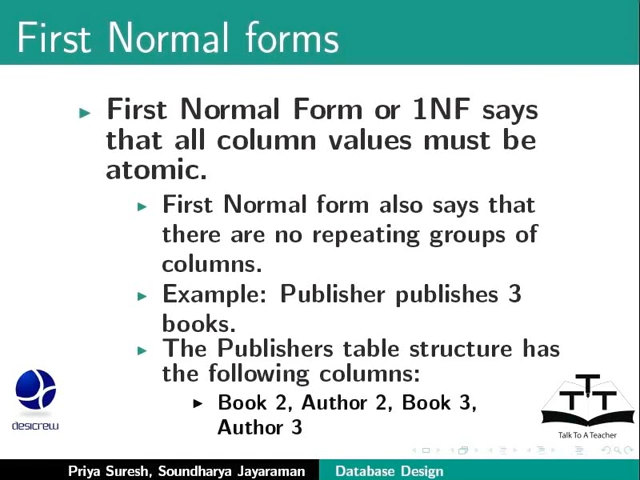 First Normal forms
First Normal Form or 1NF says
that all column values must be
atomic.
First Normal form also says that
there are no repeating groups of
columns.
Example: Publisher publishes 3
books.
The Publishers table structure has
the following columns:
Book 2, Author 2, Book 3,
Author 3
desicrew
TTT
Talk To A Teacher
Priya Suresh, Soundharya Jayaraman
Database Design